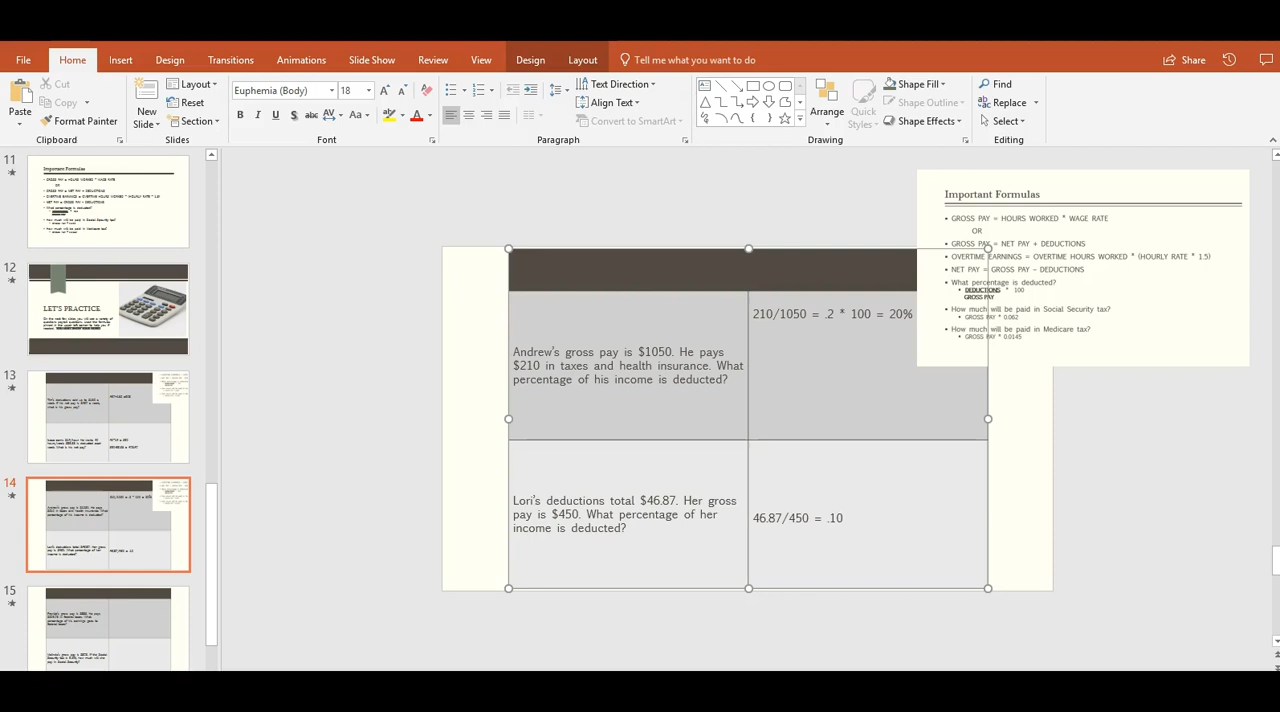 File Home Insert Design Transitions Animations Slide Show Review View Design Layout Tell me what you want to do Share
Paste
Cut
Copy
Format Painter
Clipboard
New
Slide
Layout
Reset
Section
Slides
Euphemia (Body) 18
B I U S abc AV Aa A
Font
Text Direction
Align Text
Convert to SmartArt
Paragraph
Arrange
Quick
Styles
Shape Fill
Shape Outline
Shape Effects
Drawing
Find
Replace
Select
Editing
11
Important Formulas
12
LET'S PRACTICE
13
14
15
Andrew's gross pay is $1050. He pays
$210 in taxes and health insurance. What
percentage of his income is deducted?
210/1050 = .2 * 100 = 20%
Lori's deductions total $46.87. Her gross
pay is $450. What percentage of her
income is deducted?
46.87/450 = .10
Important Formulas
• GROSS PAY = HOURS WORKED * WAGE RATE
OR
• GROSS PAY = NET PAY + DEDUCTIONS
• OVERTIME EARNINGS = OVERTIME HOURS WORKED * (HOURLY RATE * 1.5)
• NET PAY = GROSS PAY – DEDUCTIONS
• What percentage is deducted?
• DEDUCTIONS * 100
GROSS PAY
• How much will be paid in Social Security tax?
• GROSS PAY * 0.062
• How much will be paid in Medicare tax?
• GROSS PAY * 0.0145